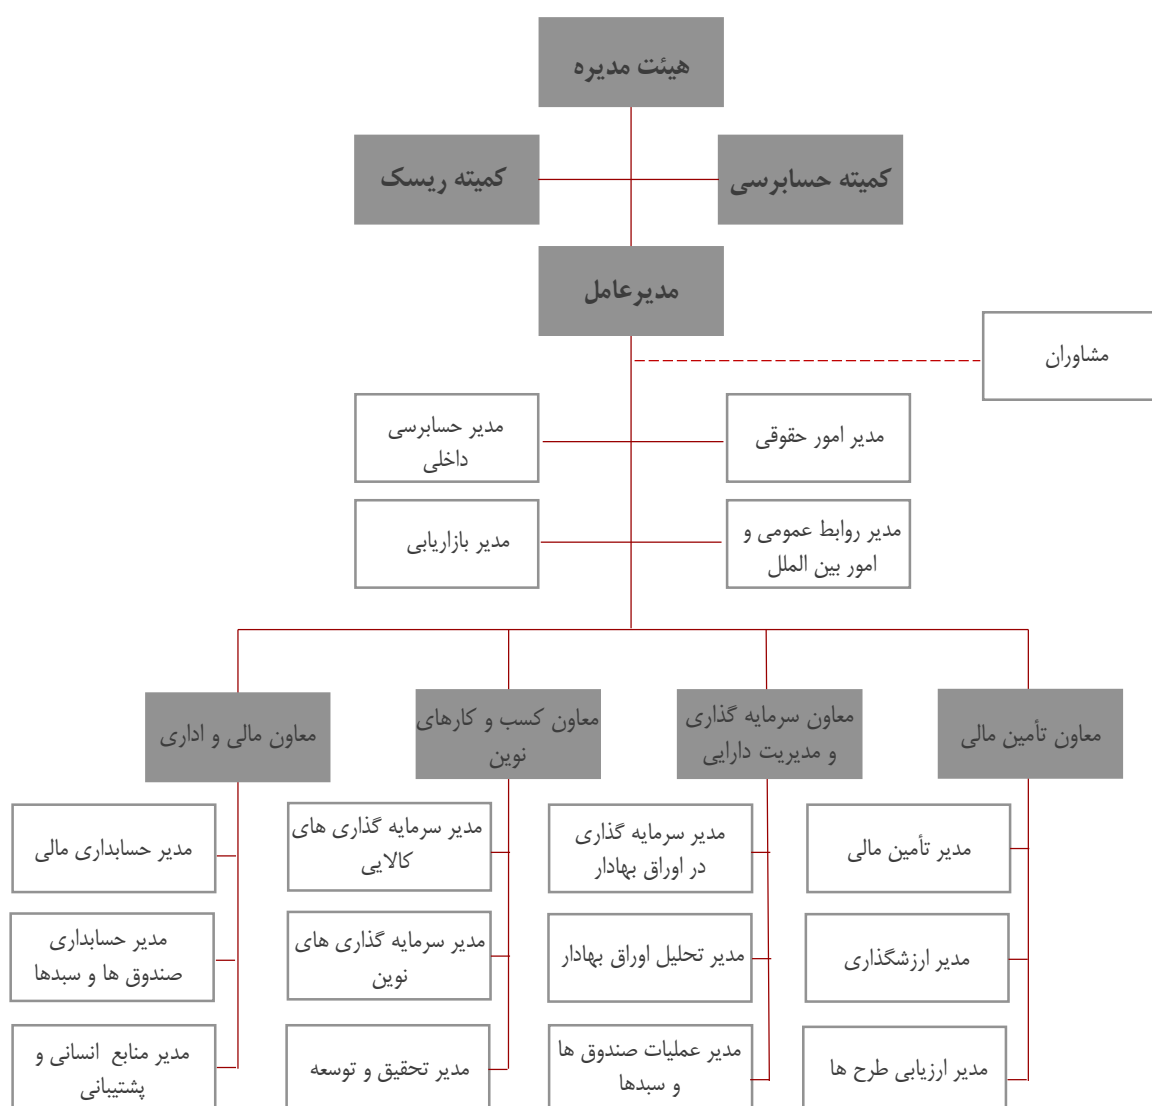 هیئت مدیره
کمیته حسابرسی
کمیته ریسک
مدیرعامل
مشاوران
مدیر امور حقوقی
مدیر حسابرسی
داخلی
مدیر روابط عمومی و
امور بین الملل
مدیر بازاریابی
معاون تأمین مالی
معاون سرمایه گذاری
و مدیریت دارایی
معاون کسب و کارهای
نوین
معاون مالی و اداری
مدیر تأمین مالی
مدیر سرمایه گذاری
در اوراق بهادار
مدیر سرمایه گذاری های
کالایی
مدیر حسابداری مالی
مدیر ارزشگذاری
مدیر تحلیل اوراق بهادار
مدیر سرمایه گذاری های
نوین
مدیر حسابداری
صندوق ها و سبدها
مدیر ارزیابی طرح ها
مدیر عملیات صندوق ها
و سبدها
مدیر تحقیق و توسعه
مدیر منابع انسانی و
پشتیبانی